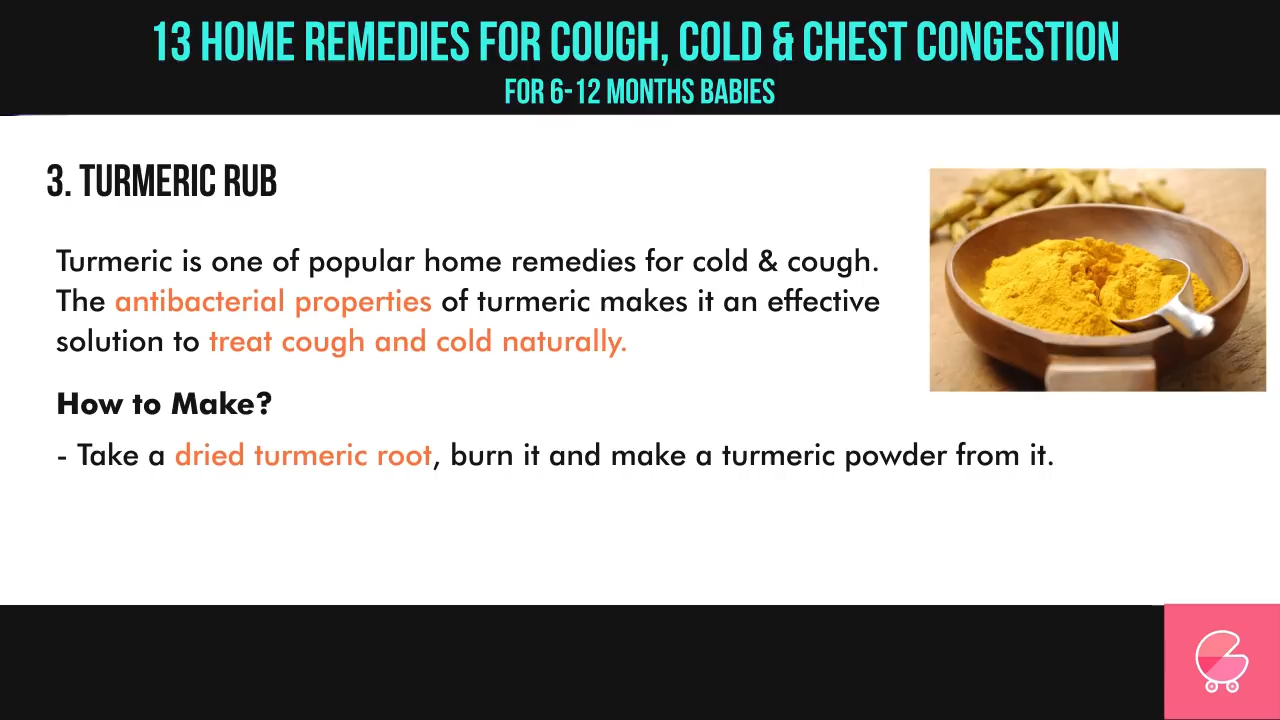 13 HOME REMEDIES FOR COUGH, COLD & CHEST CONGESTION
FOR 6-12 MONTHS BABIES
3. TURMERIC RUB
Turmeric is one of popular home remedies for cold & cough.
The antibacterial properties of turmeric makes it an effective
solution to treat cough and cold naturally.
How to Make?
- Take a dried turmeric root, burn it and make a turmeric powder from it.